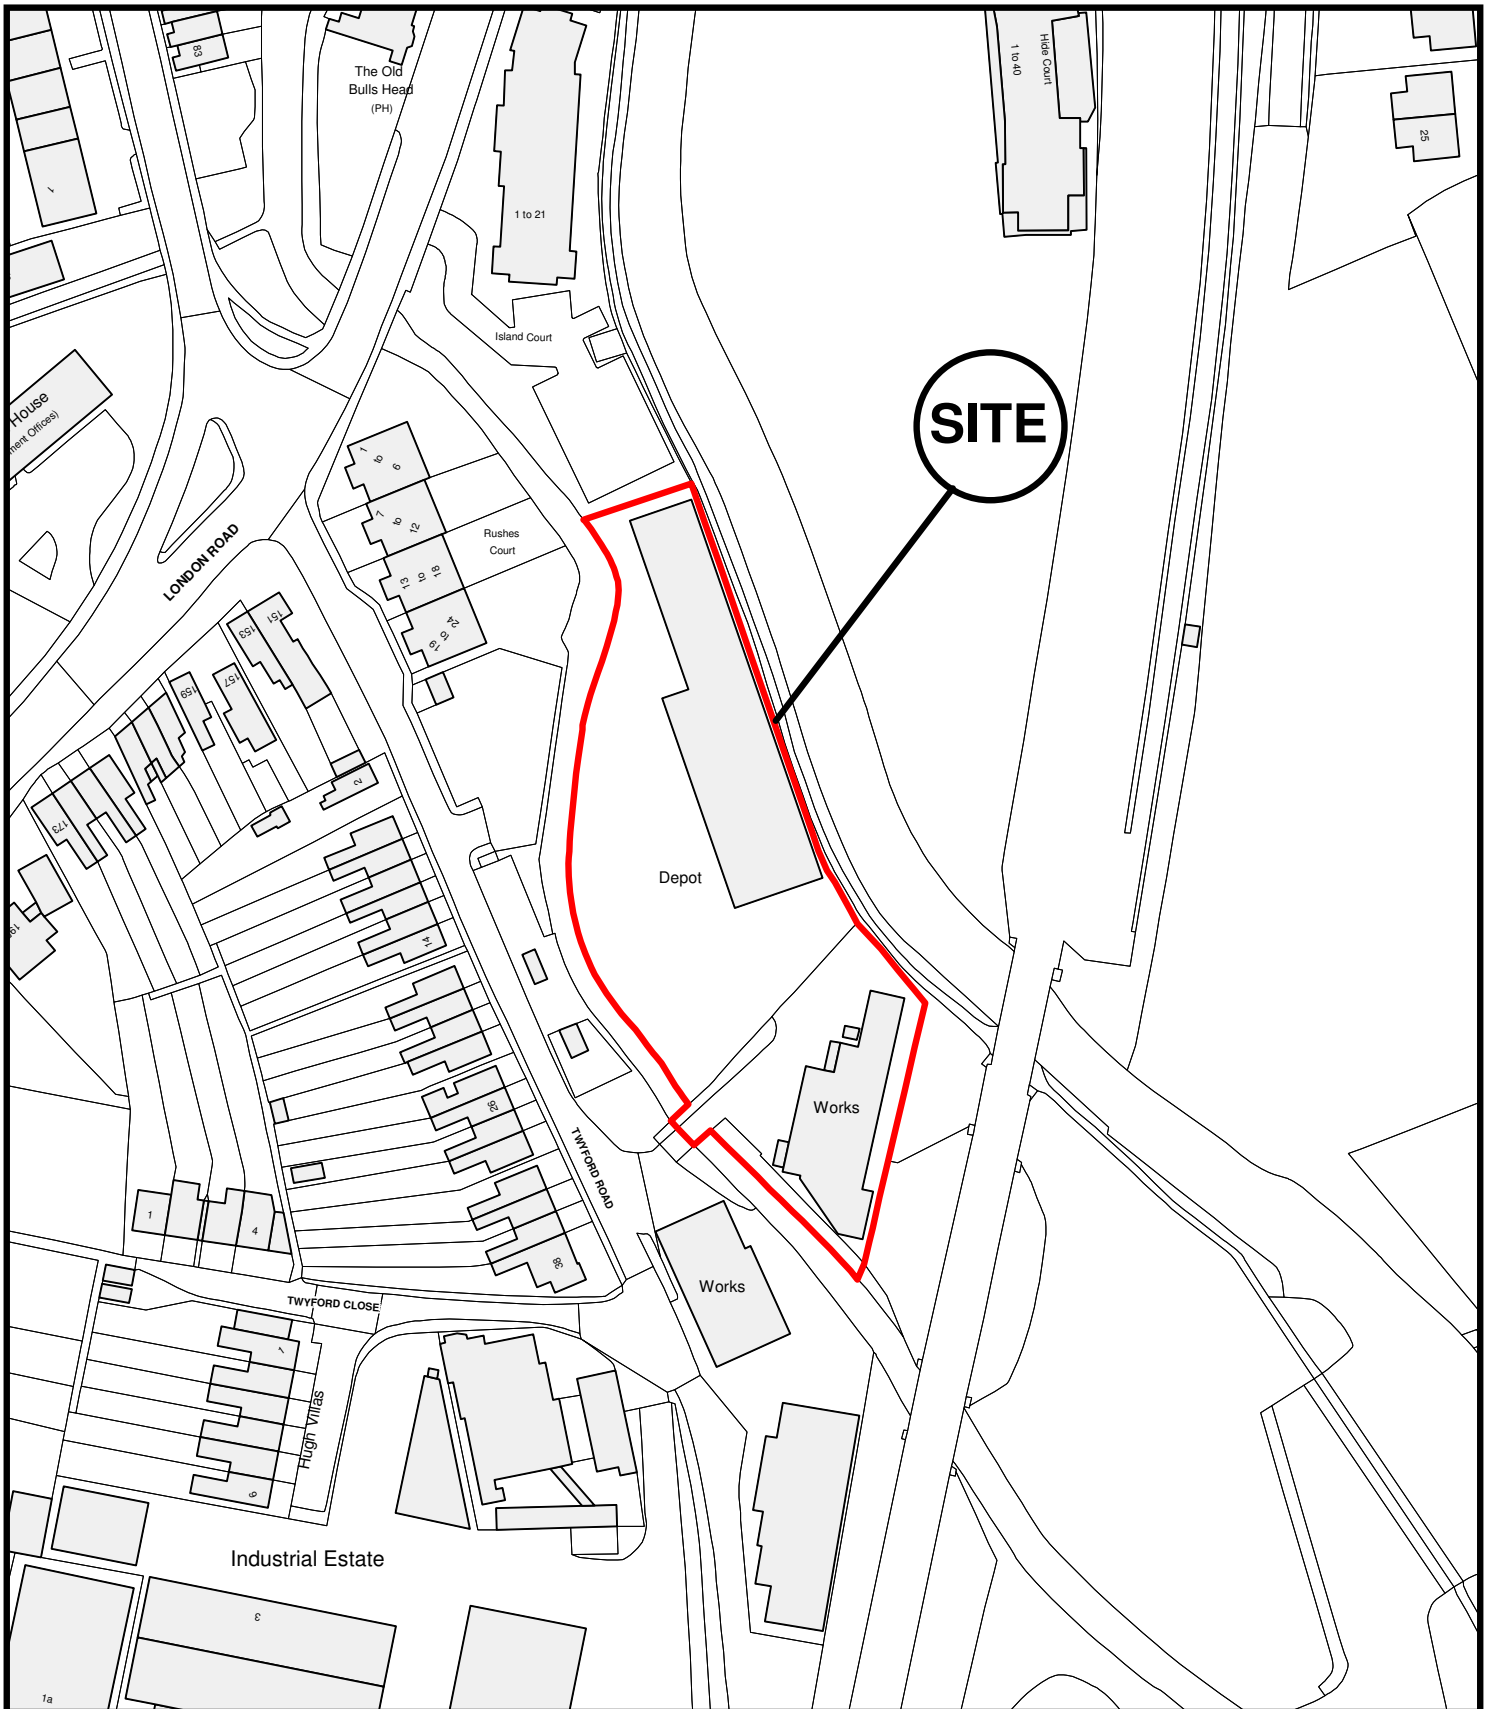 83
The Old
Bulls Head
(PH)
1 to 40
Hide Court
25
1
1 to 21
Island Court
SITE
House
LONDON ROAD
1
to
6
7
to
12
Rushes
Court
13
to
18
19
to
24
151
153
157
159
2
173
Depot
14
26
Works
TWYFORD ROAD
1
4
38
TWYFORD CLOSE
Works
7
Hugh Villas
9
Industrial Estate
3
1a